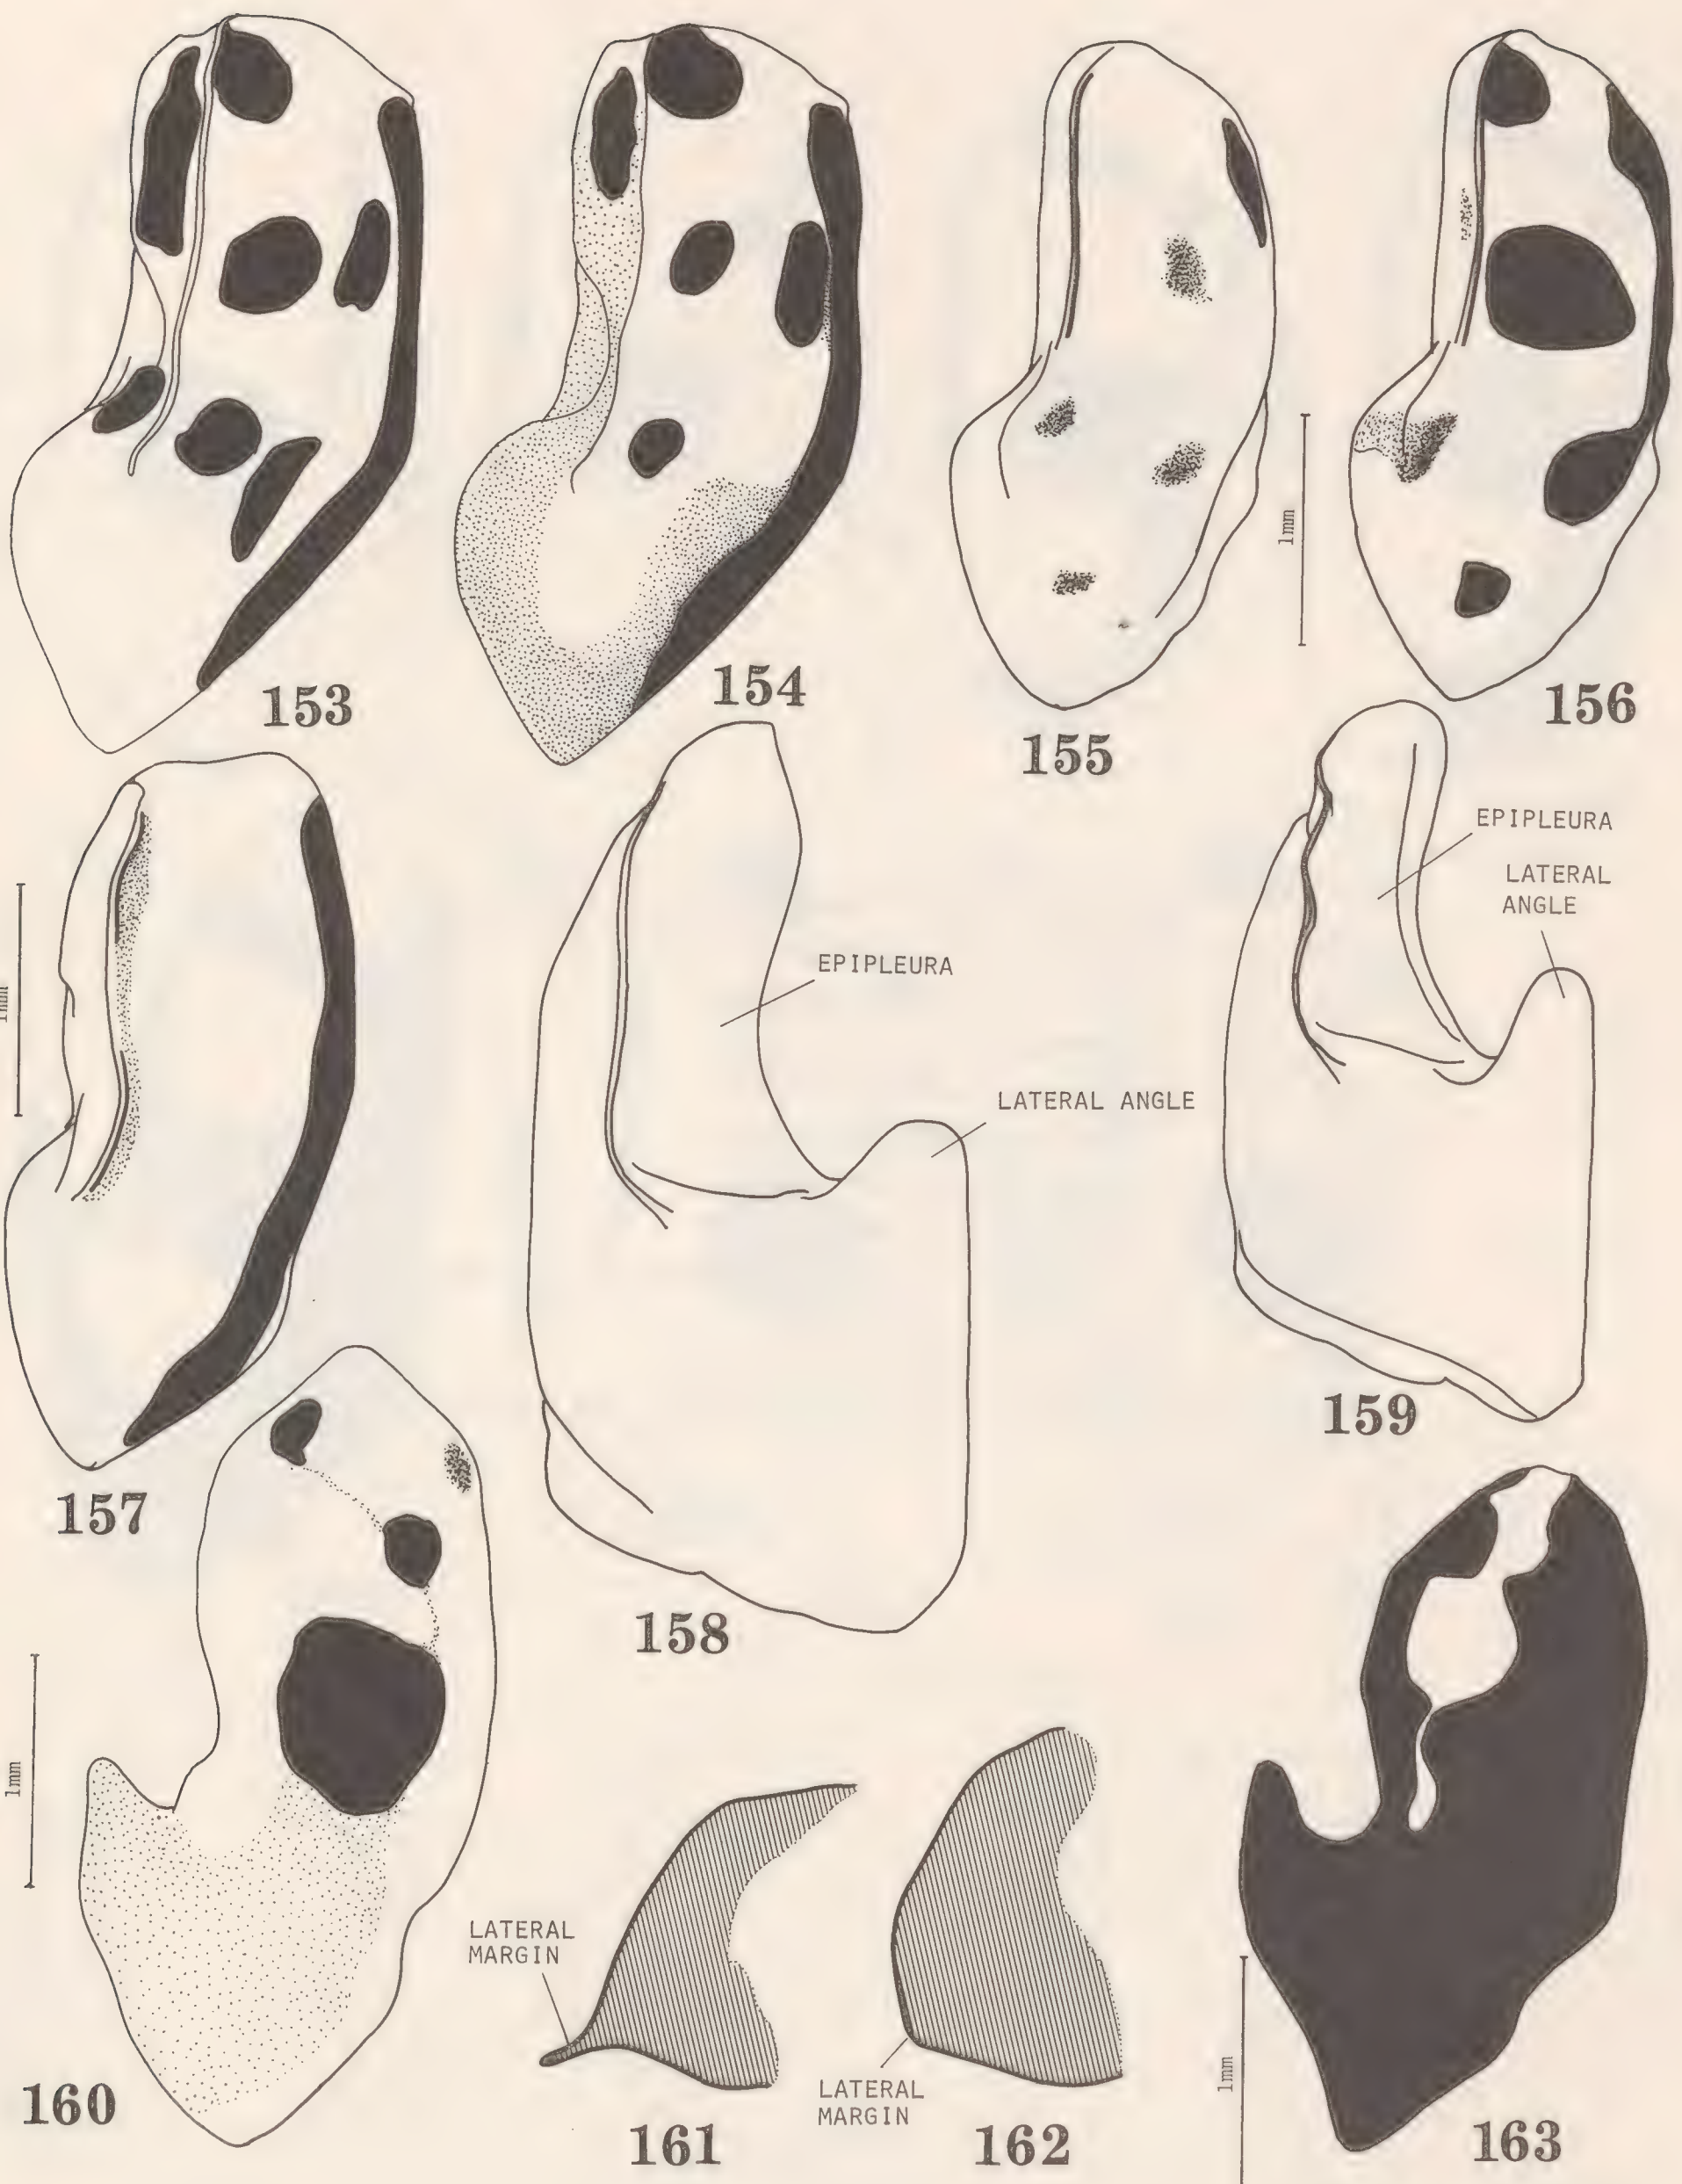 153
154
1mm
155
156
EPIPLEURA
LATERAL
ANGLE
1mm
EPIPLEURA
LATERAL ANGLE
157
158
159
1mm
LATERAL
MARGIN
LATERAL
MARGIN
1mm
160
161
162
163